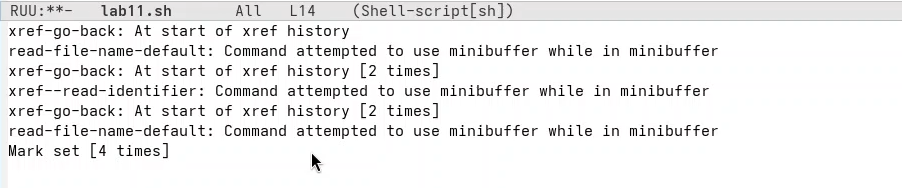 RUU:**-   lab11.sh       All   L14    (Shell-script[sh])
xref-go-back: At start of xref history
read-file-name-default: Command attempted to use minibuffer while in minibuffer
xref-go-back: At start of xref history [2 times]
xref--read-identifier: Command attempted to use minibuffer while in minibuffer
xref-go-back: At start of xref history [2 times]
read-file-name-default: Command attempted to use minibuffer while in minibuffer
Mark set [4 times]